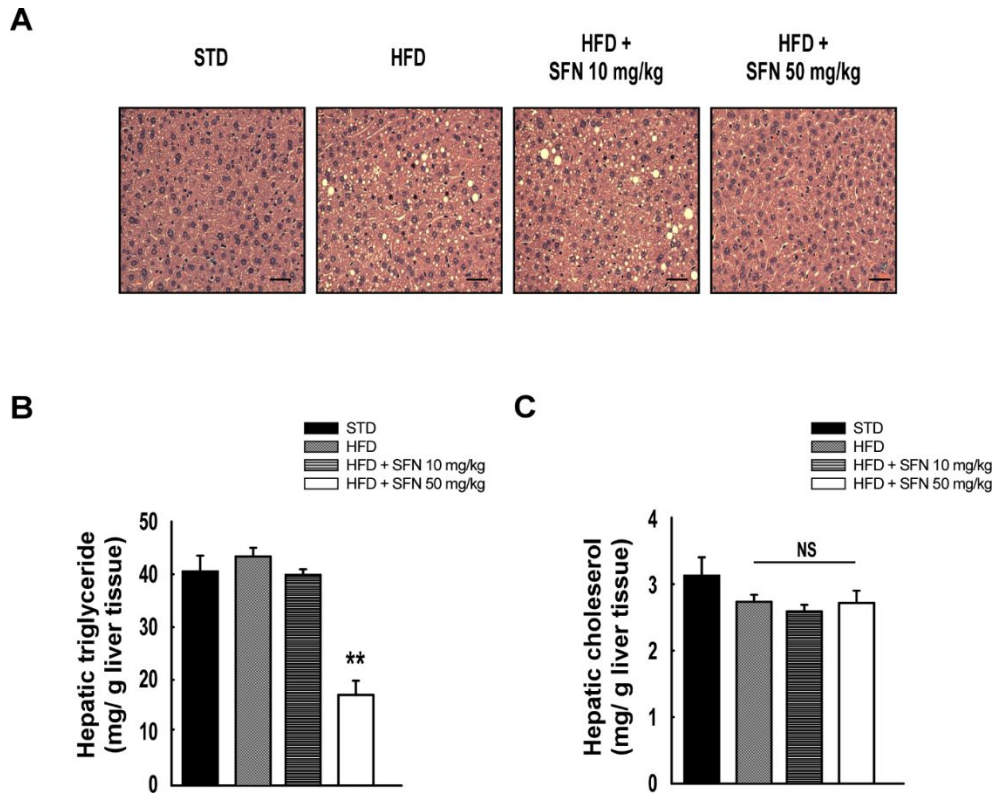 A
STD
HFD
HFD +
SFN 10 mg/kg
HFD +
SFN 50 mg/kg
B
STD
HFD
HFD + SFN 10 mg/kg
HFD + SFN 50 mg/kg
Hepatic triglyceride
(mg/ g liver tissue)
50
40
30
20
10
0
**
C
STD
HFD
HFD + SFN 10 mg/kg
HFD + SFN 50 mg/kg
Hepatic choleserol
(mg/ g liver tissue)
4
3
2
1
0
NS